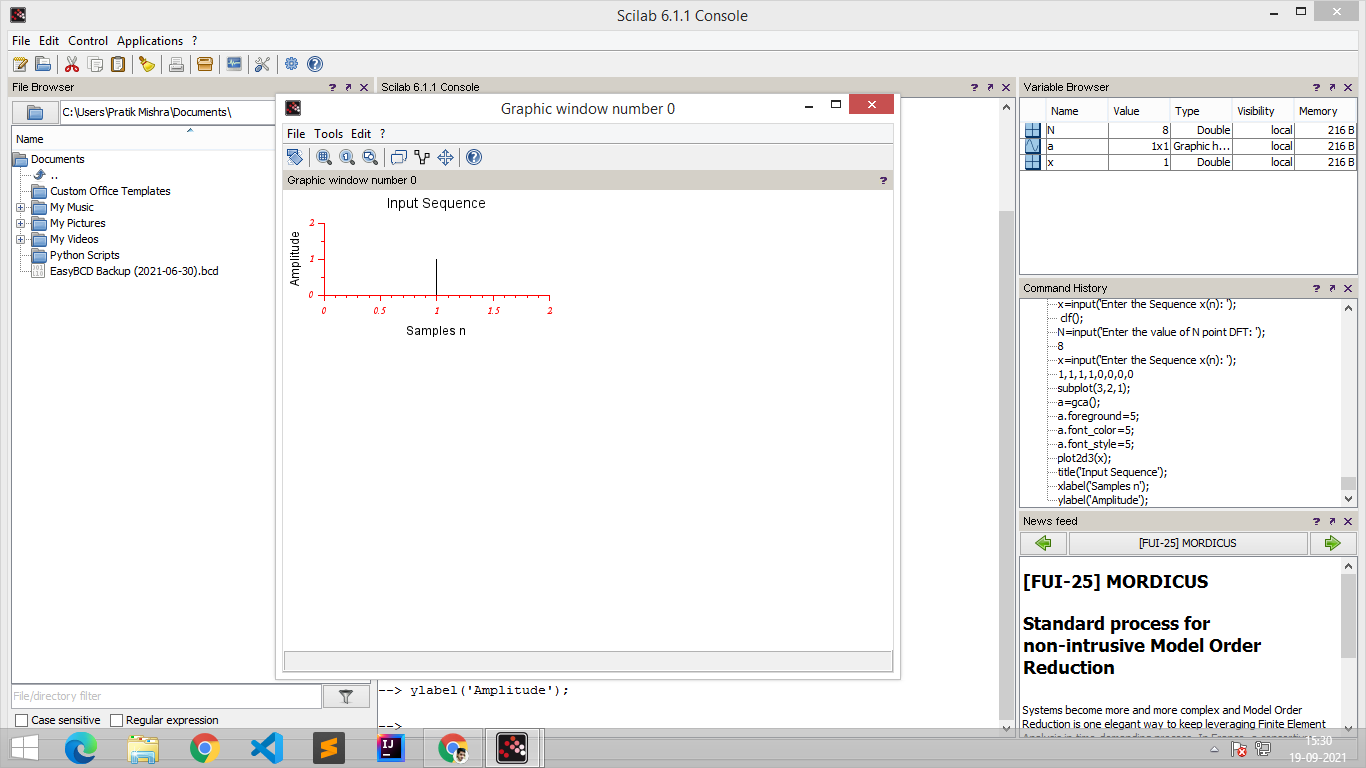 Scilab 6.1.1 Console
File Edit Control Applications ?
File Browser ? Scilab 6.1.1 Console ? Variable Browser ?
C:\Users\Pratik Mishra\Documents\
Name
Documents
..
Custom Office Templates
My Music
My Pictures
My Videos
Python Scripts
EasyBCD Backup (2021-06-30).bcd
File/directory filter
Case sensitive Regular expression
Graphic window number 0
File Tools Edit ?
Graphic window number 0 ?
Input Sequence
Amplitude
2
1
0
0 0.5 1 1.5 2
Samples n
--> ylabel('Amplitude');
-->
Name Value Type Visibility Memory
N 8 Double local 216 B
a 1x1 Graphic h... local 216 B
x 1 Double local 216 B
Command History ?
x=input('Enter the Sequence x(n): ');
clf();
N=input('Enter the value of N point DFT: ');
8
x=input('Enter the Sequence x(n): ');
1,1,1,1,0,0,0,0
subplot(3,2,1);
a=gca();
a.foreground=5;
a.font_color=5;
a.font_style=5;
plot2d3(x);
title('Input Sequence');
xlabel('Samples n');
ylabel('Amplitude');
News feed ?
[FUI-25] MORDICUS
[FUI-25] MORDICUS
Standard process for
non-intrusive Model Order
Reduction
Systems become more and more complex and Model Order
Reduction is one elegant way to keep leveraging Finite Element
IJ
15:30
19-09-2021